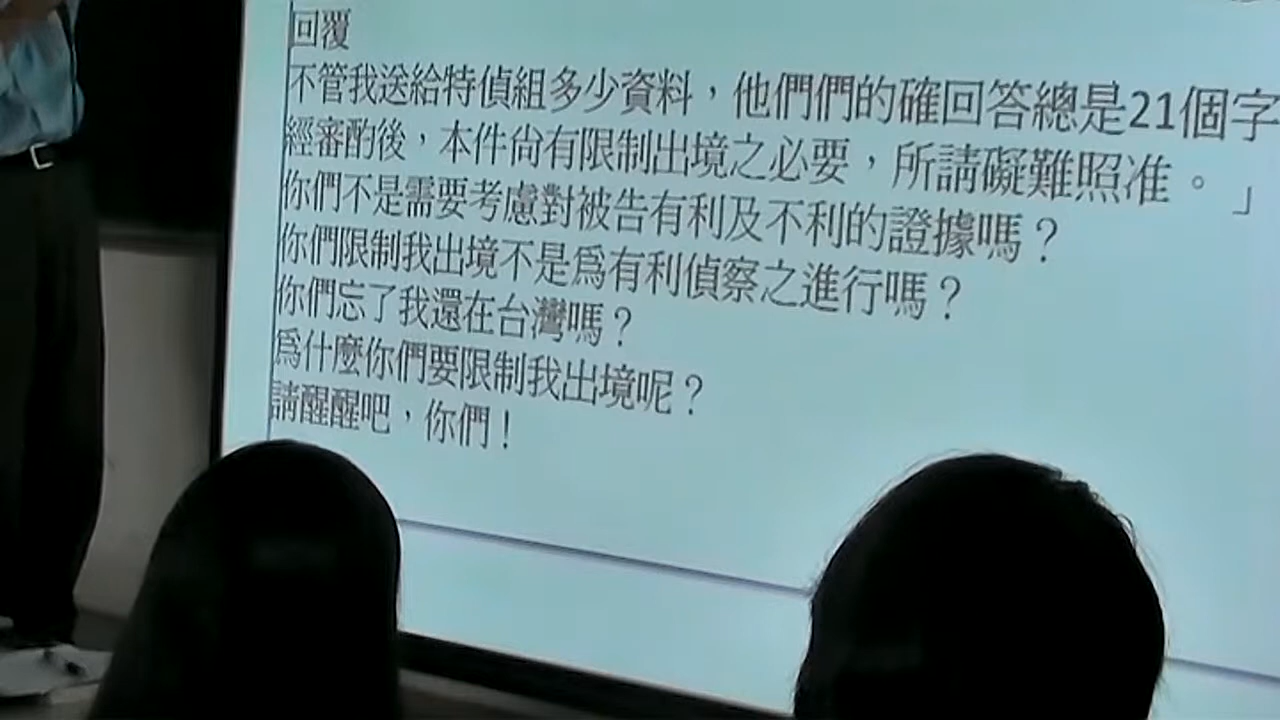 回覆
不管我送給特偵組多少資料，他們們的確回答總是21個字
經審酌後，本件尚有限制出境之必要，所請礙難照准。」
你們不是需要考慮對被告有利及不利的證據嗎？
你們限制我出境不是爲有利偵察之進行嗎？
你們忘了我還在台灣嗎？
爲什麼你們要限制我出境呢？
請醒醒吧，你們！